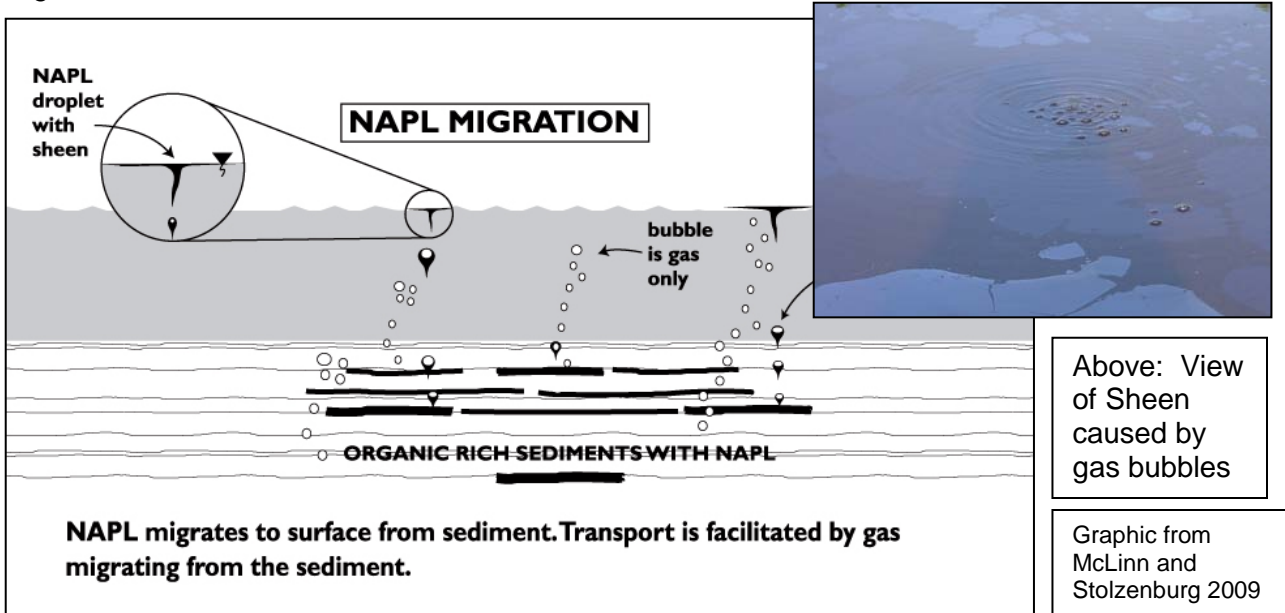 NAPL
droplet
with
sheen
NAPL MIGRATION
bubble
is gas
only
ORGANIC RICH SEDIMENTS WITH NAPL
NAPL migrates to surface from sediment. Transport is facilitated by gas
migrating from the sediment.
Above: View
of Sheen
caused by
gas bubbles
Graphic from
McLinn and
Stolzenburg 2009